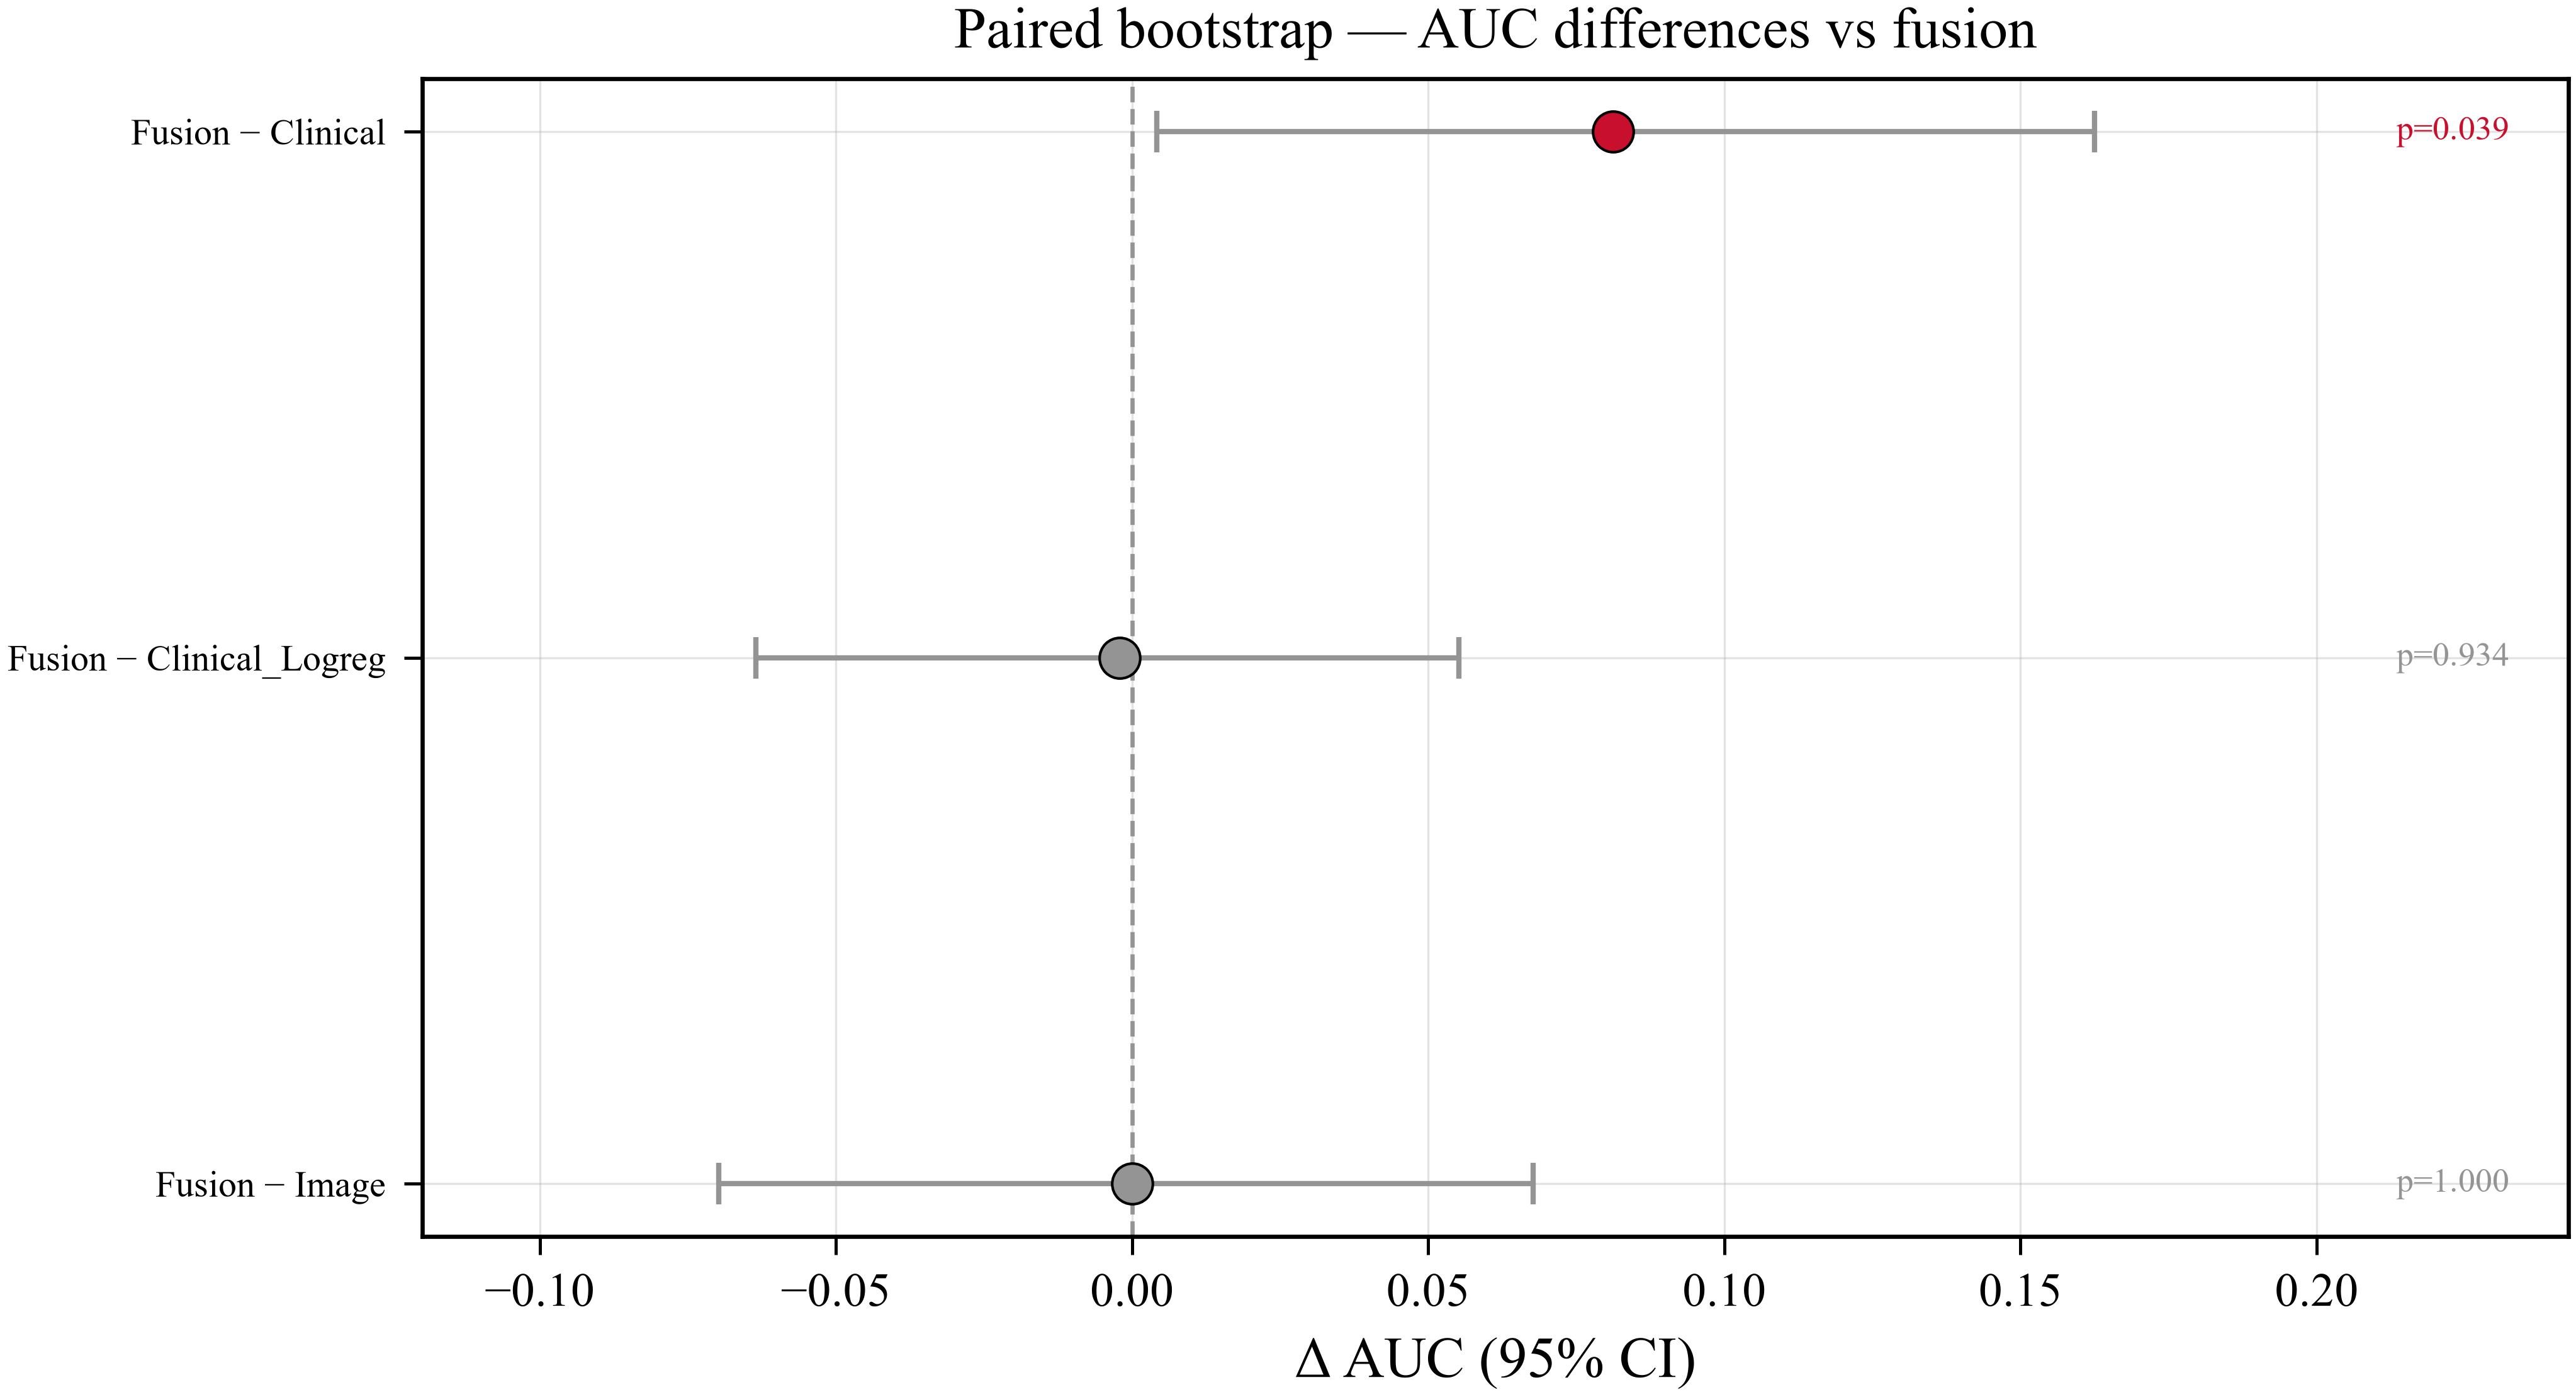 Paired bootstrap — AUC differences vs fusion
Fusion − Clinical
p=0.039
Fusion − Clinical_Logreg
p=0.934
Fusion − Image
p=1.000
−0.10 −0.05 0.00 0.05 0.10 0.15 0.20
Δ AUC (95% CI)